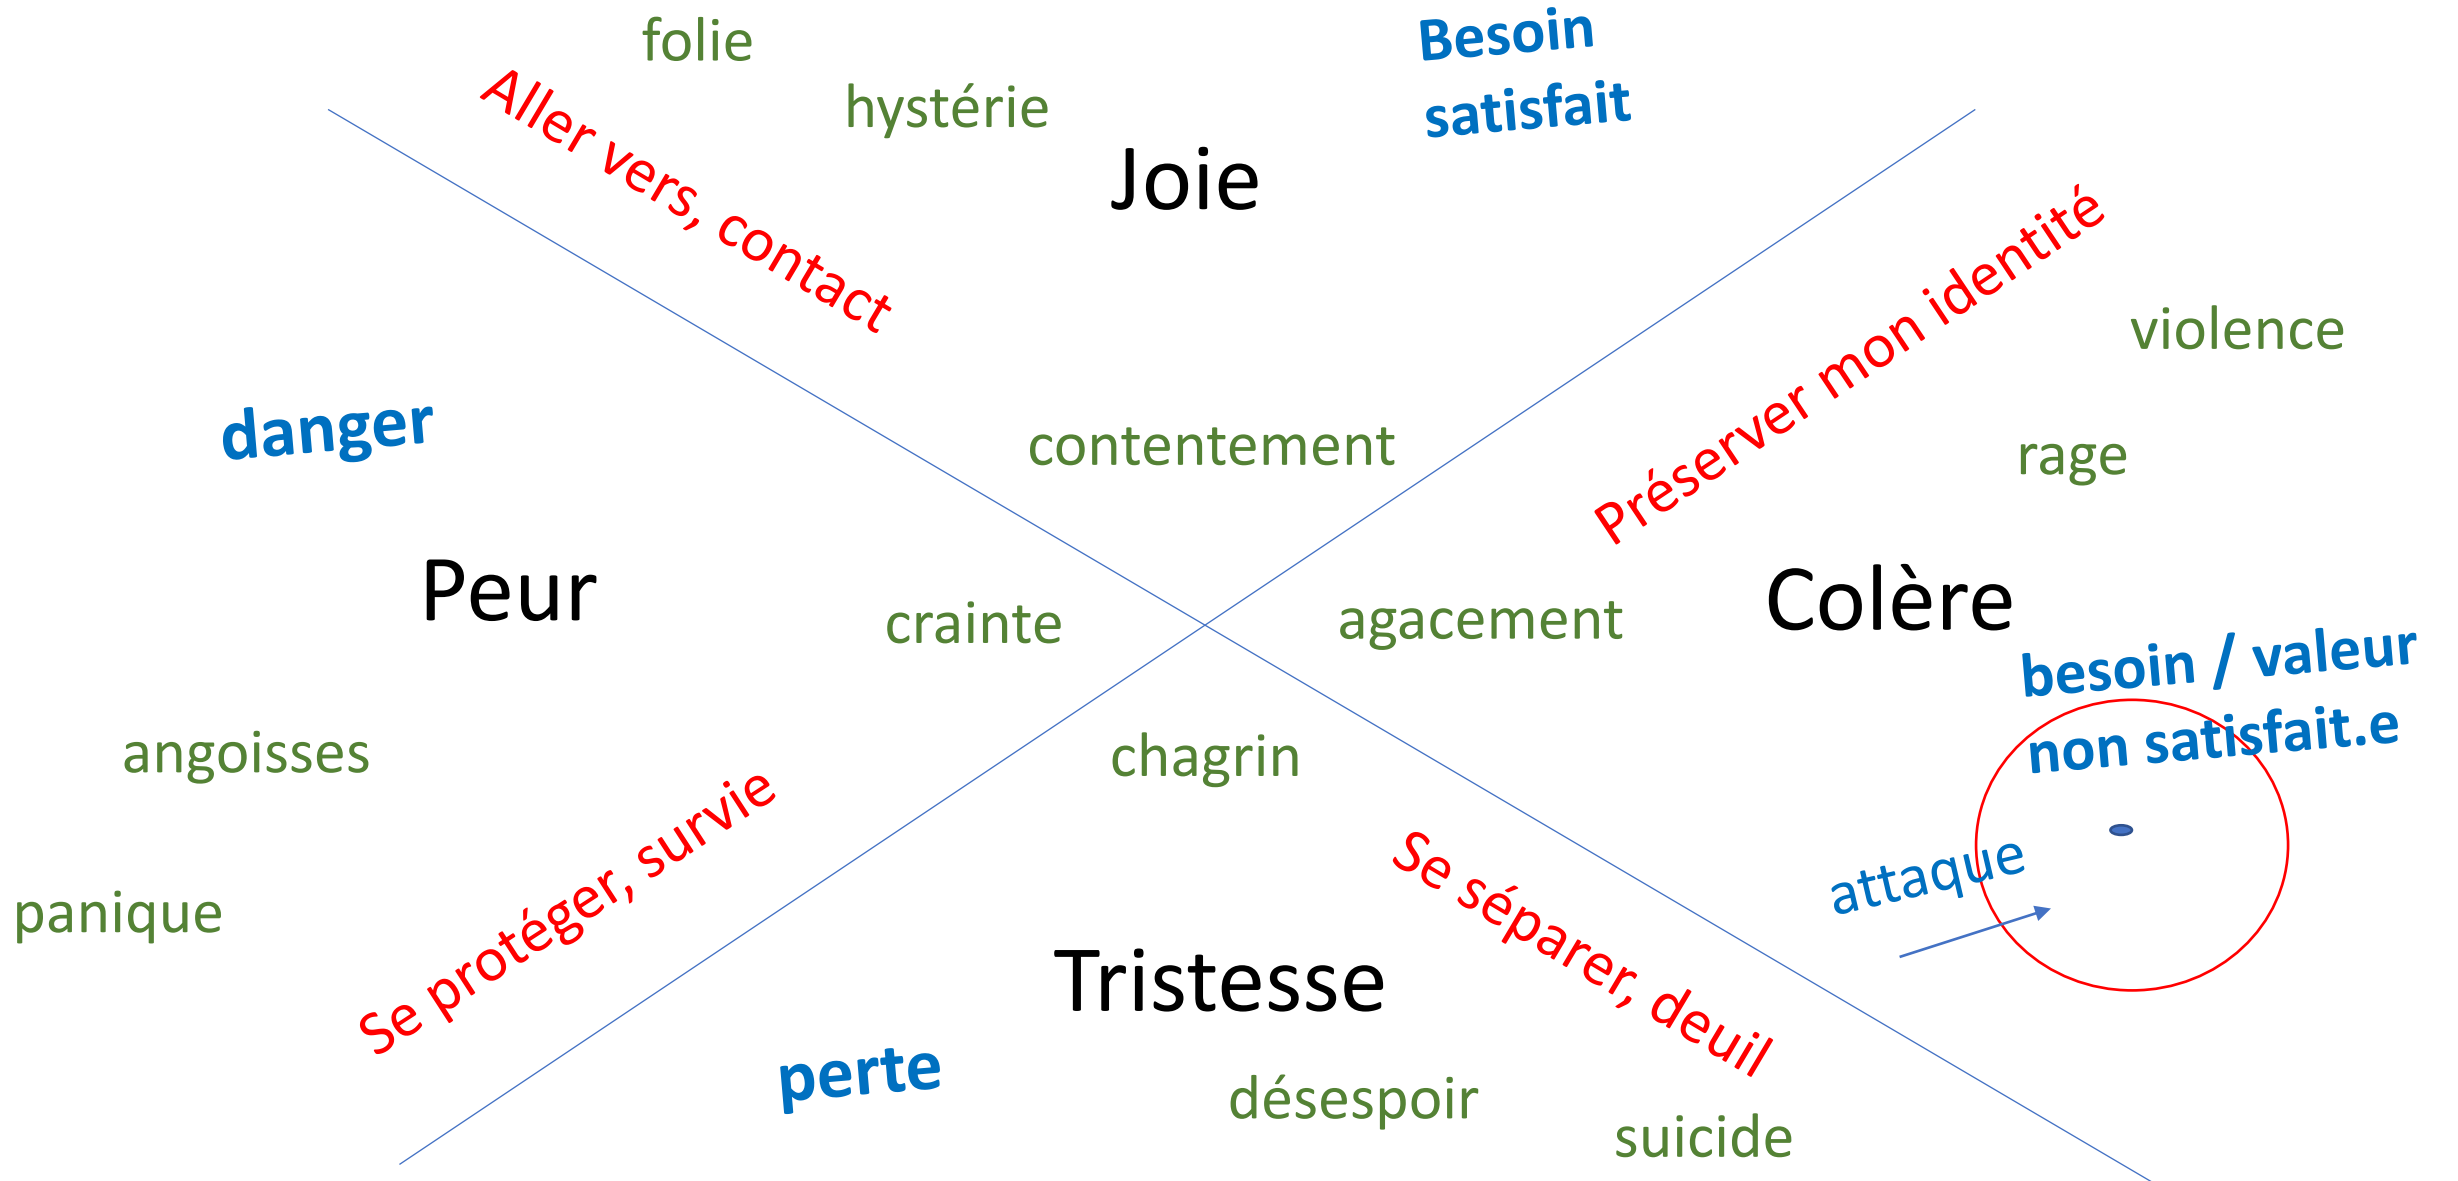 folie
hystérie
Besoin
satisfait
Aller vers, contact
Joie
Préserver mon identité
violence
danger
contentement
rage
Peur
crainte
agacement
Colère
besoin / valeur
non satisfait.e
angoisses
chagrin
Se protéger, survie
attaque
panique
Se séparer, deuil
Tristesse
perte
désespoir
suicide